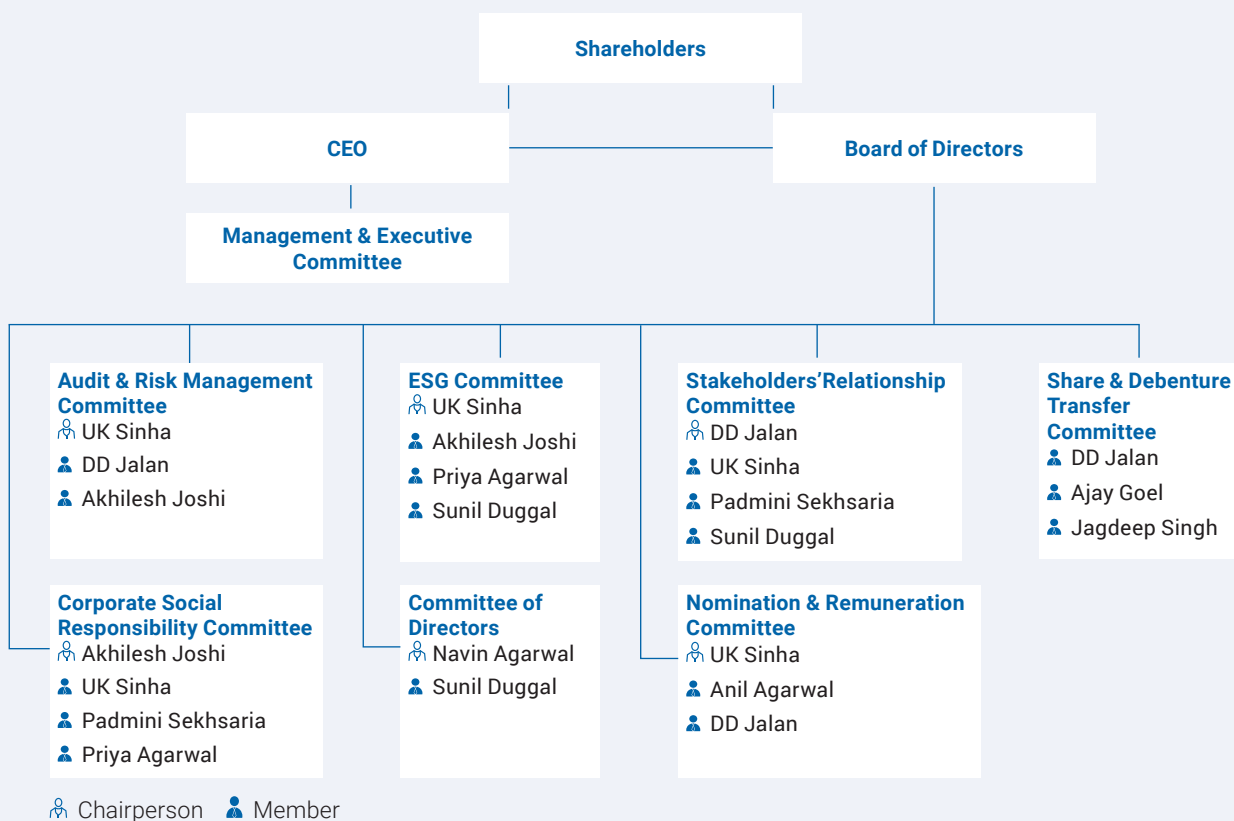 Shareholders
CEO
Board of Directors
Management & Executive
Committee
Audit & Risk Management
Committee
UK Sinha
DD Jalan
Akhilesh Joshi
ESG Committee
UK Sinha
Akhilesh Joshi
Priya Agarwal
Sunil Duggal
Stakeholders'Relationship
Committee
DD Jalan
UK Sinha
Padmini Sekhsaria
Sunil Duggal
Share & Debenture
Transfer
Committee
DD Jalan
Ajay Goel
Jagdeep Singh
Corporate Social
Responsibility Committee
Akhilesh Joshi
UK Sinha
Padmini Sekhsaria
Priya Agarwal
Committee of
Directors
Navin Agarwal
Sunil Duggal
Nomination & Remuneration
Committee
UK Sinha
Anil Agarwal
DD Jalan
Chairperson Member